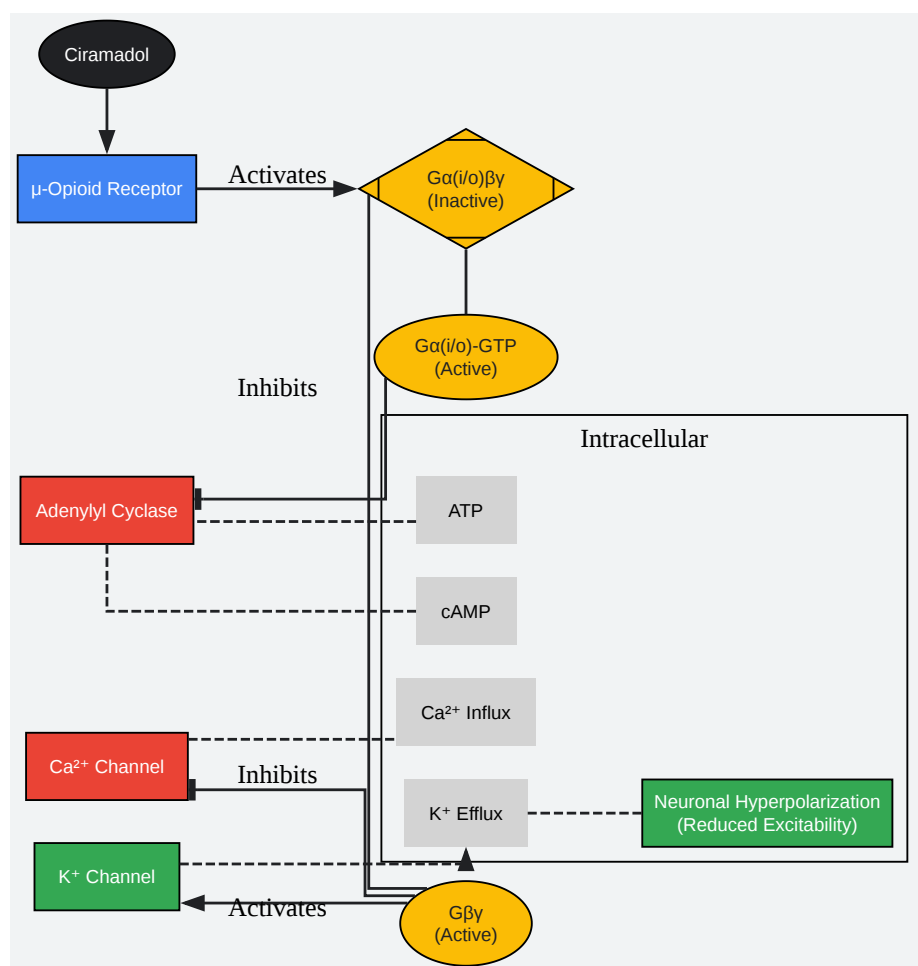 Ciramadol
μ-Opioid Receptor
Activates
Gα(i/o)βγ
(Inactive)
Gα(i/o)-GTP
(Active)
Inhibits
Intracellular
Adenylyl Cyclase
ATP
cAMP
Ca²⁺ Influx
Ca²⁺ Channel
Inhibits
K⁺ Efflux
Neuronal Hyperpolarization
(Reduced Excitability)
K⁺ Channel
Activates
Gβγ
(Active)